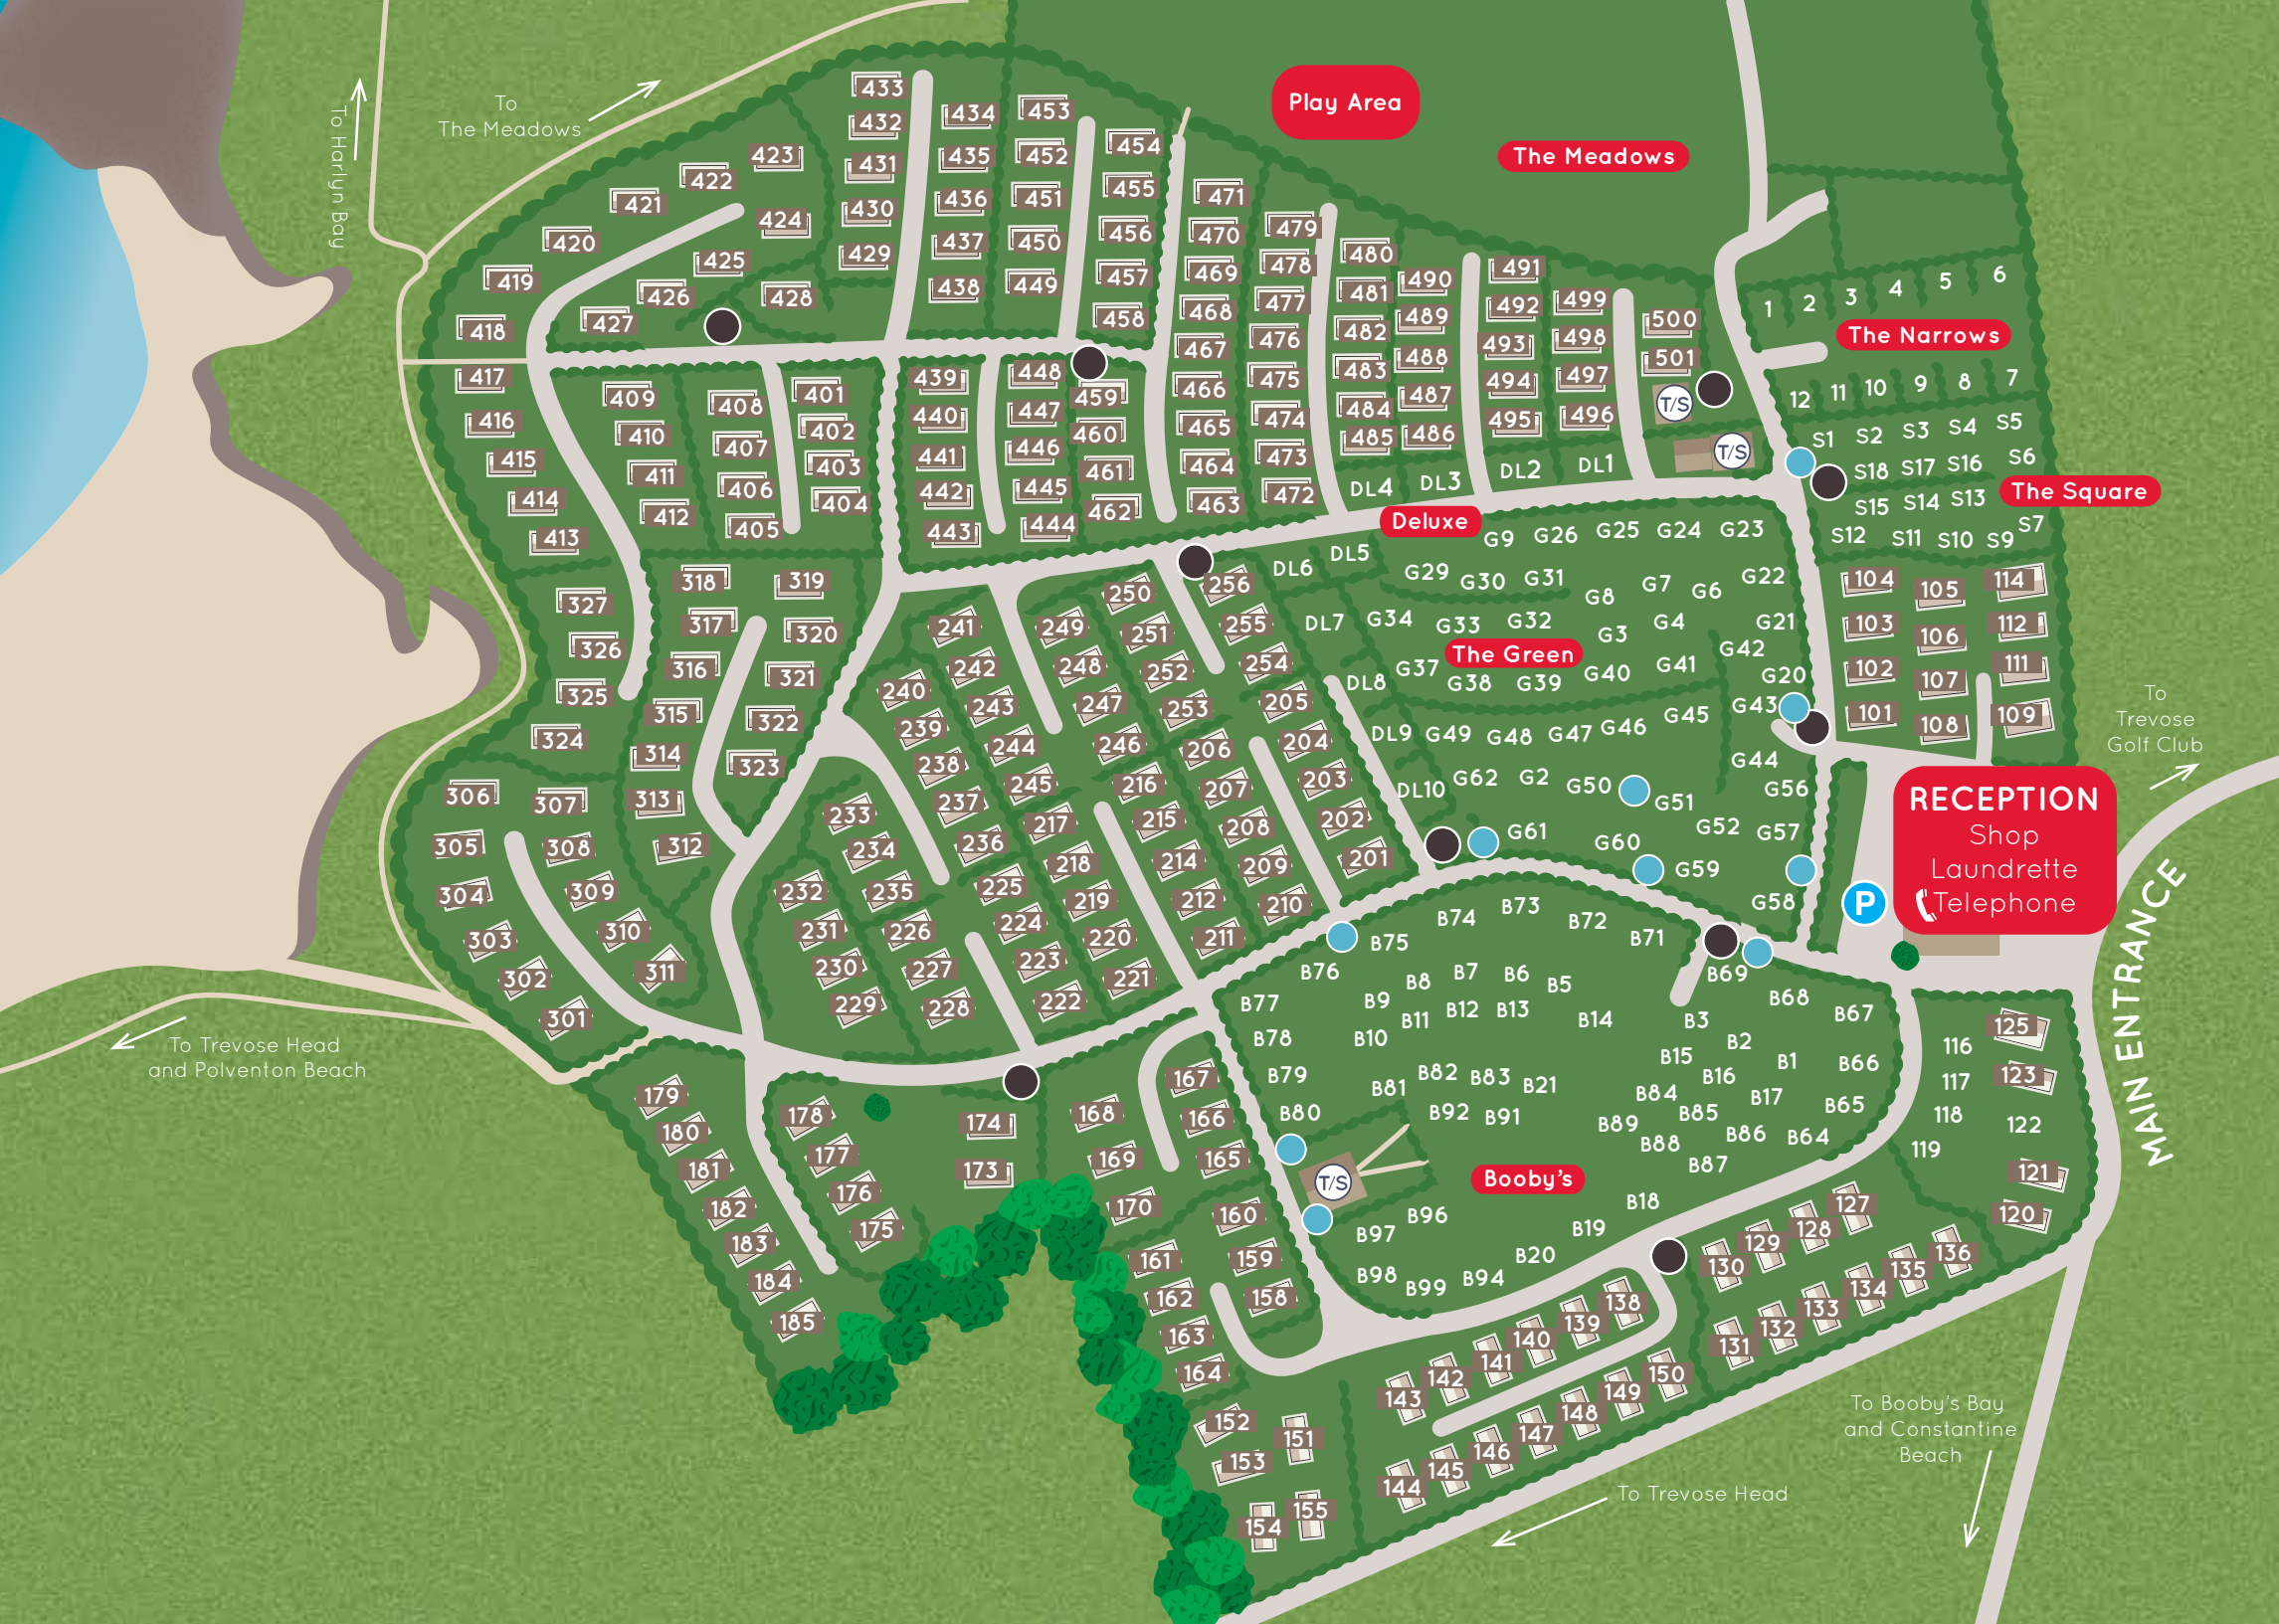 To Harlyn Bay
To
The Meadows
Play Area
The Meadows
433
432
431
430
429
434
435
436
437
438
453
452
451
450
449
454
455
456
457
458
423
422
421
420
419
418
424
425
426
427
428
471
470
469
468
467
466
465
464
463
479
478
477
476
475
474
473
472
480
481
482
483
484
485
490
489
488
487
486
491
492
493
494
495
499
498
497
496
500
501
T/S
T/S
1
2
3
4
5
6
The Narrows
12
11
10
9
8
7
S1
S2
S3
S4
S5
S18
S17
S16
S6
S15
S14
S13
The Square
S12
S11
S10
S9
S7
417
416
415
414
413
409
410
411
412
408
407
406
405
401
402
403
404
439
440
441
442
443
448
447
446
445
444
459
460
461
462
DL4
DL3
DL2
DL1
Deluxe
DL5
DL6
DL7
DL8
DL9
DL10
G9
G26
G25
G24
G23
G29
G30
G31
G8
G7
G6
G22
G34
G33
G32
G3
G4
G21
The Green
G42
G37
G38
G39
G40
G41
G20
G43
G49
G48
G47
G46
G45
G44
G62
G2
G50
G51
G56
G61
G60
G52
G57
G59
G58
104
103
102
101
105
106
107
108
114
112
111
109
To
Trevose
Golf Club
RECEPTION
Shop
Laundrette
Telephone
P
MAIN ENTRANCE
327
326
325
324
318
317
316
315
314
313
312
319
320
321
322
323
306
305
304
303
302
301
307
308
309
310
311
241
242
243
244
245
240
239
238
237
236
249
248
247
246
250
251
252
253
256
255
254
205
204
203
202
201
206
207
208
209
210
216
215
214
212
211
217
218
219
220
221
225
224
223
222
233
234
235
226
227
228
232
231
230
229
B74
B73
B72
B71
B75
B76
B8
B7
B6
B5
B69
B68
B67
B77
B9
B11
B12
B13
B14
B3
B2
B78
B10
B15
B1
B66
B79
B81
B82
B83
B21
B16
B84
B17
B65
B80
B92
B91
B89
B85
B88
B86
B64
B87
T/S
Booby's
B18
B97
B96
B19
B20
B98
B99
B94
To Trevose Head
and Polventon Beach
179
180
181
182
183
184
185
178
177
176
175
174
173
168
169
170
167
166
165
160
159
158
161
162
163
164
152
153
151
154
155
125
116
123
117
118
122
119
121
120
127
128
129
130
136
135
134
133
132
131
138
139
140
141
142
143
150
149
148
147
146
145
144
To Booby's Bay
and Constantine
Beach
To Trevose Head